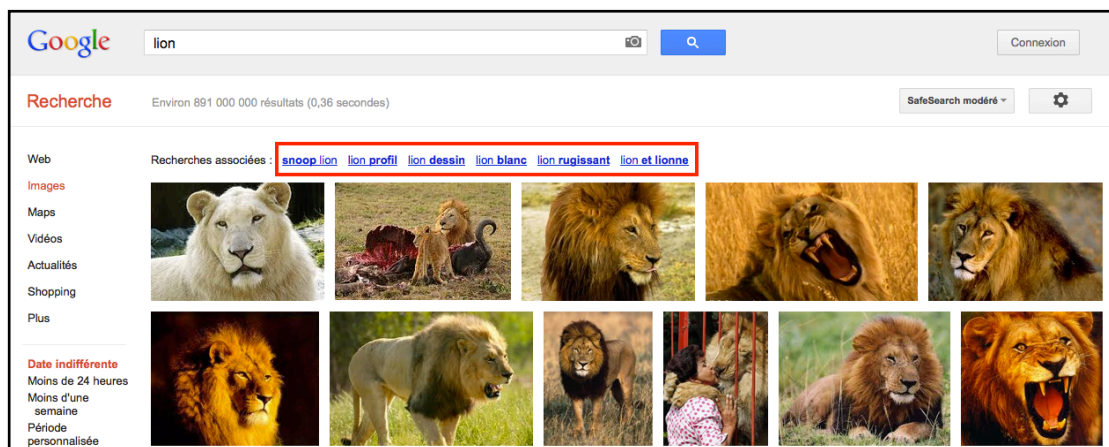 Google
lion
Connexion
Recherche
Environ 891 000 000 résultats (0,36 secondes)
SafeSearch modéré
Web
Recherches associées : snoop lion lion profil lion dessin lion blanc lion rugissant lion et lionne
Images
Maps
Vidéos
Actualités
Shopping
Plus
Date indifférente
Moins de 24 heures
Moins d'une
semaine
Période
personnalisée